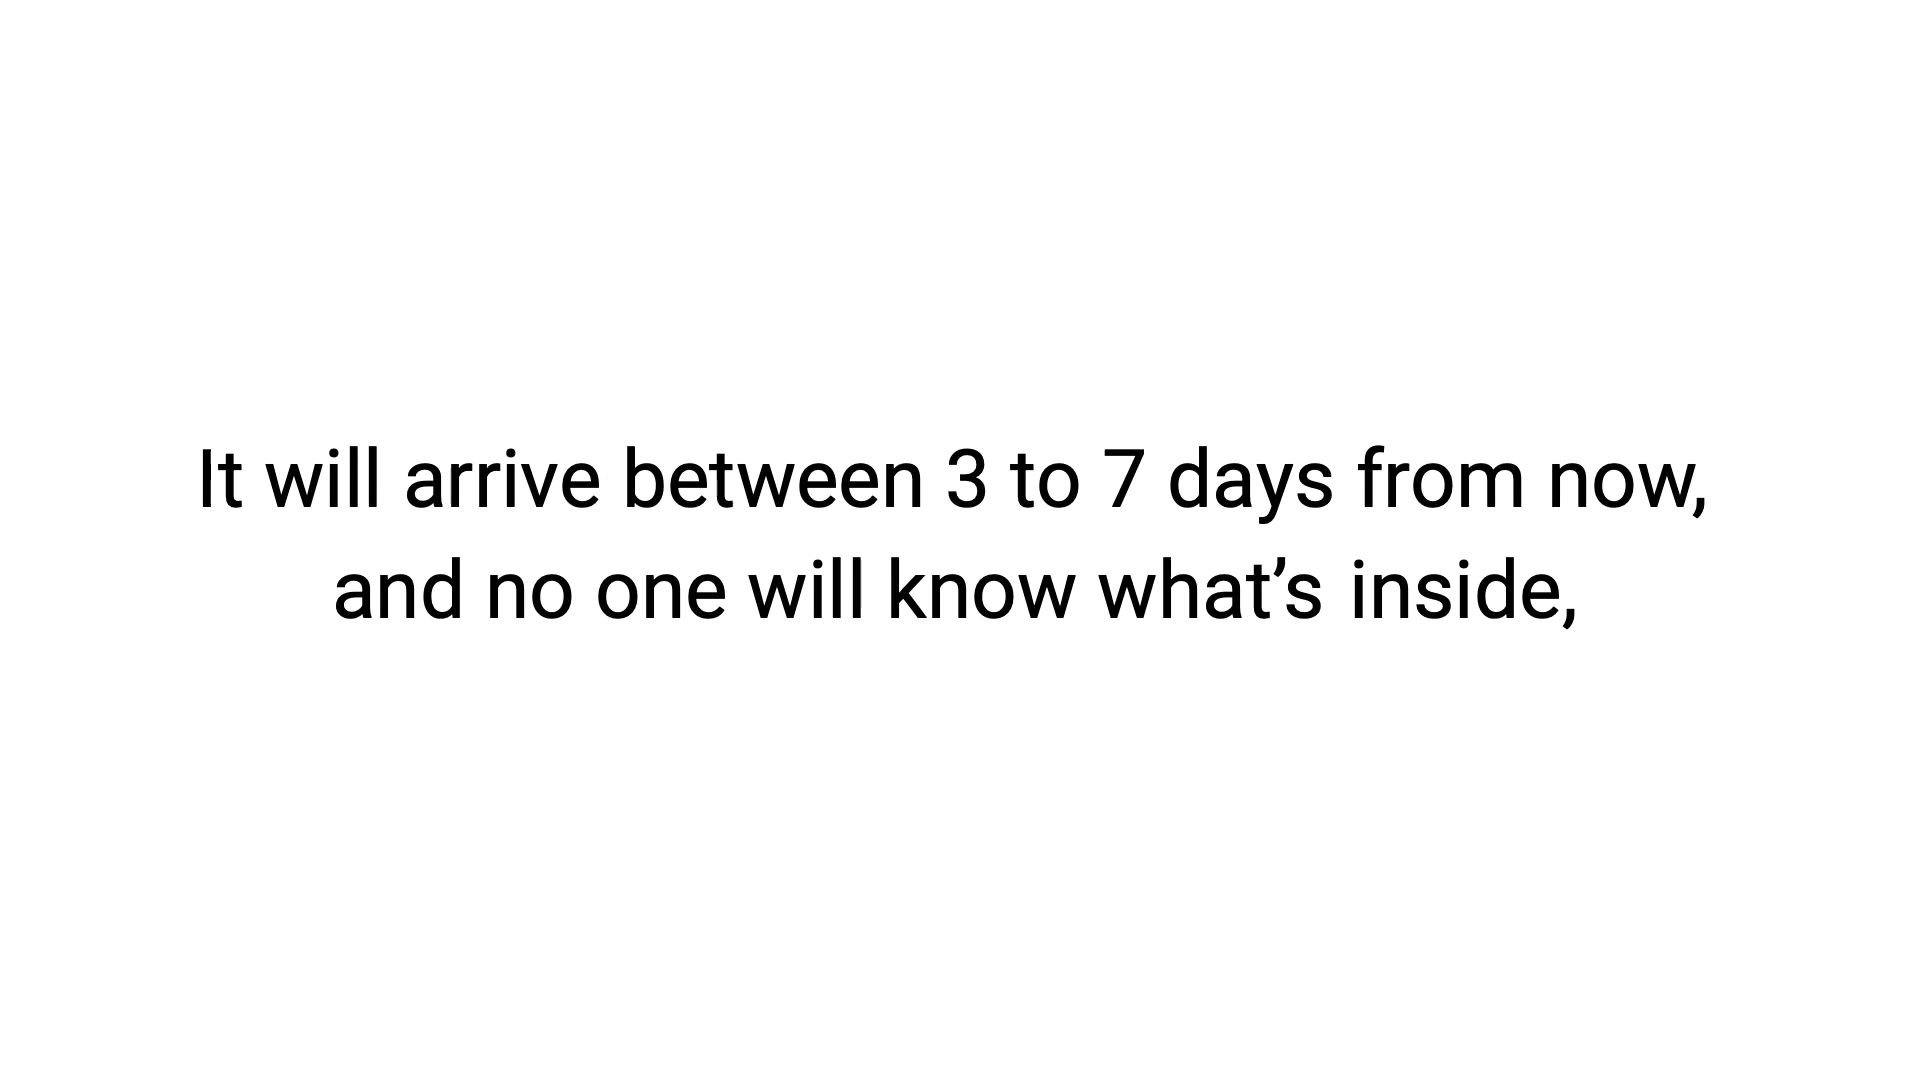 It will arrive between 3 to 7 days from now,
and no one will know what’s inside,